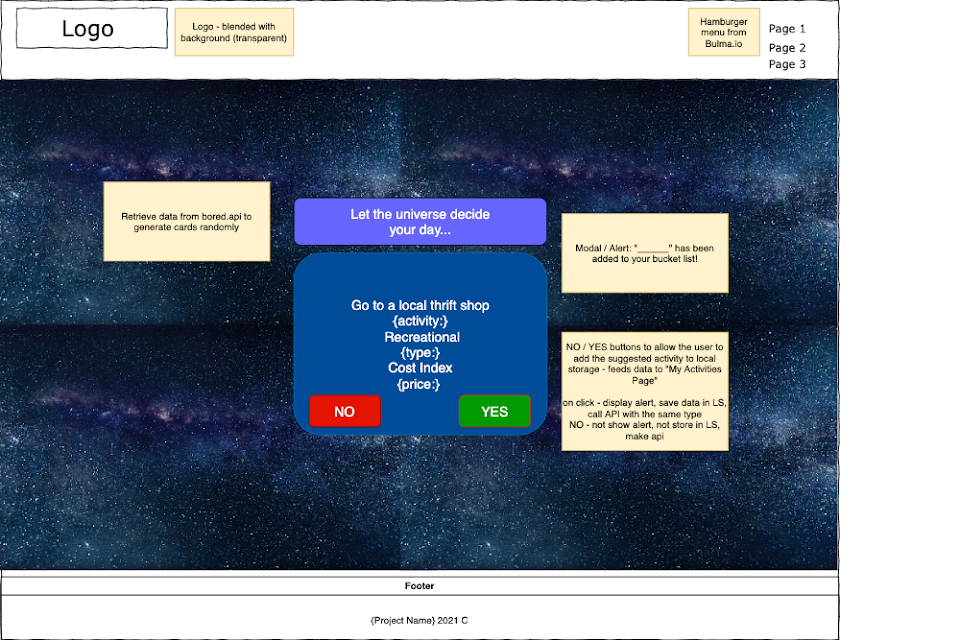 Logo
Logo - blended with
background (transparent)
Hamburger
menu from
Bulma.io
Page 1
Page 2
Page 3
Retrieve data from bored.api to
generate cards randomly
Let the universe decide
your day...
Modal / Alert: "______" has been
added to your bucket list!
Go to a local thrift shop
{activity:}
Recreational
{type:}
Cost Index
{price:}
NO
YES
NO / YES buttons to allow the user to
add the suggested activity to local
storage - feeds data to "My Activities
Page"
on click - display alert, save data in LS,
call API with the same type
NO - not show alert, not store in LS,
make api
Footer
{Project Name} 2021 C